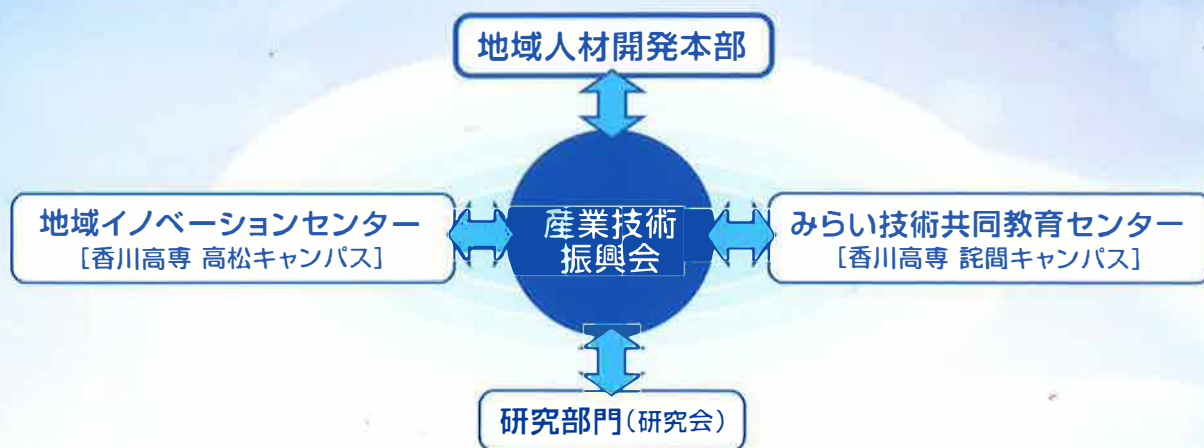 地域人材開発本部
地域イノベーションセンター
[香川高専 高松キャンパス]
産業技術
振興会
みらい技術共同教育センター
[香川高専 詫間キャンパス]
研究部門(研究会)